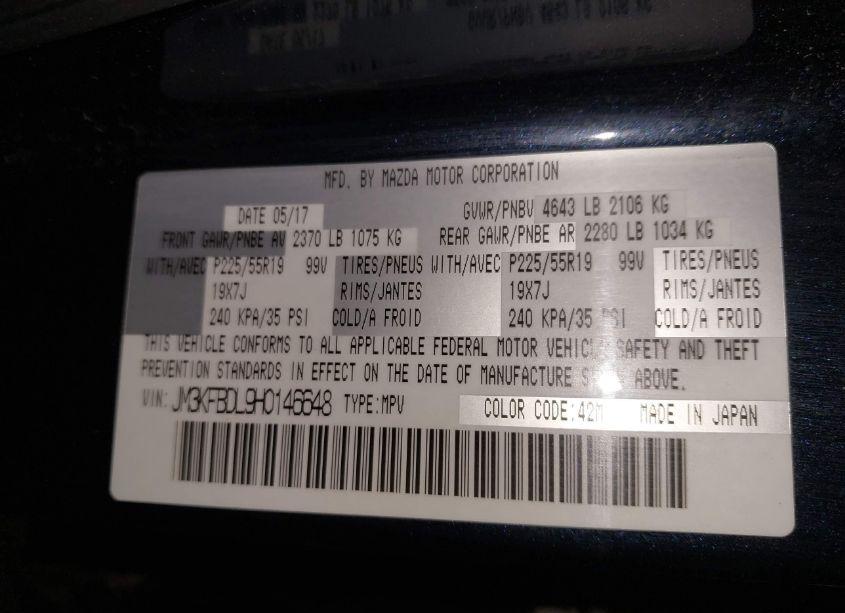 MFD. BY MAZDA MOTOR CORPORATION
DATE 05/17 GVWR/PNBV 4643 LB 2106 KG
FRONT GAWR/PNBE AV 2370 LB 1075 KG REAR GAWR/PNBE AR 2280 LB 1034 KG
WITH/AVEC P225/55R19 99V TIRES/PNEUS WITH/AVEC P225/55R19 99V TIRES/PNEUS
19X7J RIMS/JANTES 19X7J RIMS/JANTES
240 KPA/35 PSI COLD/A FROID 240 KPA/35 PSI COLD/A FROID
THIS VEHICLE CONFORMS TO ALL APPLICABLE FEDERAL MOTOR VEHICLE SAFETY AND THEFT
PREVENTION STANDARDS IN EFFECT ON THE DATE OF MANUFACTURE ABOVE.
VIN: JM3KFBDL9H0146648 TYPE:MPV COLOR CODE:42M MADE IN JAPAN